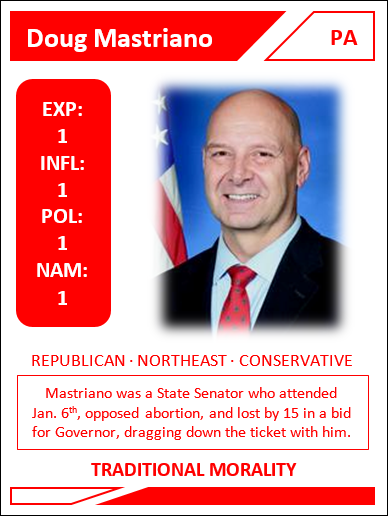 Doug Mastriano
PA
EXP:
1
INFL:
1
POL:
1
NAM:
1
REPUBLICAN · NORTHEAST · CONSERVATIVE
Mastriano was a State Senator who attended
Jan. 6th, opposed abortion, and lost by 15 in a bid
for Governor, dragging down the ticket with him.
TRADITIONAL MORALITY